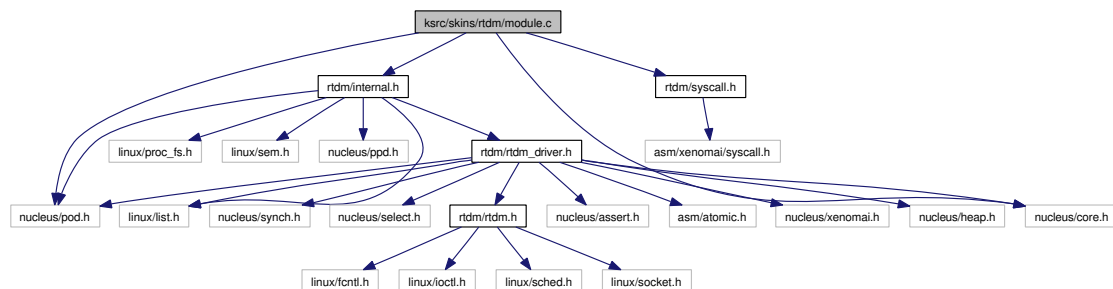 ksrc/skins/rtdm/module.c
rtdm/internal.h
rtdm/syscall.h
linux/proc_fs.h
linux/sem.h
nucleus/ppd.h
rtdm/rtdm_driver.h
asm/xenomai/syscall.h
nucleus/pod.h
linux/list.h
nucleus/synch.h
nucleus/select.h
rtdm/rtdm.h
nucleus/assert.h
asm/atomic.h
nucleus/xenomai.h
nucleus/heap.h
nucleus/core.h
linux/fcntl.h
linux/ioctl.h
linux/sched.h
linux/socket.h